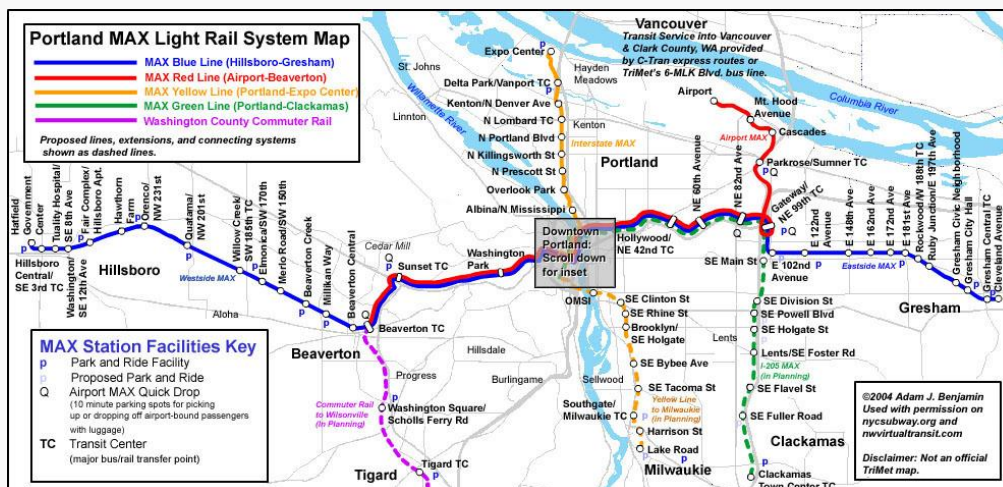 Portland MAX Light Rail System Map
MAX Blue Line (Hillsboro-Gresham)
MAX Red Line (Airport-Beaverton)
MAX Yellow Line (Portland-Expo Center)
MAX Green Line (Portland-Clackamas)
Washington County Commuter Rail
Proposed lines, extensions, and connecting systems
shown as dashed lines.
Vancouver
Transit Service into Vancouver
& Clark County, WA provided
by C-Tran express routes or
TriMet's 6-MLK Blvd. bus line.
Expo Center
P
Hayden
Meadows
St. Johns
Delta Park/Vanport TC
P
Linnton
Willamette River
Columbia River
Kenton/N Denver Ave
Kenton
N Lombard TC
N Portland Blvd
Interstate MAX
N Killingsworth St
N Prescott St
Overlook Park
Albina/N Mississippi
Portland
Airport
Mt. Hood
Avenue
Airport MAX
Cascades
Parkrose/Sumner TC
P
Q
NE 60th Avenue
NE 82nd Ave
Gateway/
NE 99th TC
Hollywood/
NE 42nd TC
Downtown
Portland:
Scroll down
for inset
Hatfield
Government
Center
Hillsboro
Central/
SE 3rd TC
Tuality Hospital/
SE 8th Ave
Washington/
SE 12th Ave
Fair Complex/
Hillsboro Apt.
Hawthorn
Farm
Orenco/
NW 231st
Quatama/
NW 201st
Willow Creek/
SW 185th TC
Elmonica/SW 170th
Merlo Road/SW 158th
Beaverton Creek
Millikan Way
Beaverton Central
Beaverton TC
Cedar Mill
Sunset TC
Washington
Park
Hillsboro
Westside MAX
Aloha
Beaverton
E 102nd
Avenue
E 122nd
Avenue
E 148th Ave
E 162nd Ave
E 172nd Ave
E 181st Ave
Rockwood/W 188th TC
Ruby Junction/E 197th Ave
Gresham Civic Neighborhood
Gresham City Hall
Gresham Central TC
Cleveland Avenue
Eastside MAX
Gresham
OMSI
SE Clinton St
SE Rhine St
Brooklyn/
SE Holgate
SE Bybee Ave
SE Tacoma St
Southgate/
Milwaukie TC
Harrison St
Lake Road
Yellow Line
to Milwaukie
(in Planning)
Milwaukie
Sellwood
Hillsdale
Burlingame
Progress
Commuter Rail
to Wilsonville
(In Planning)
Washington Square/
Scholls Ferry Rd
Tigard TC
Tigard
SE Main St
SE Division St
SE Powell Blvd
SE Holgate St
Lents
Lents/SE Foster Rd
I-205 MAX
(in Planning)
SE Flavel St
SE Fuller Road
Clackamas
Clackamas
Town Center TC
MAX Station Facilities Key
P Park and Ride Facility
P Proposed Park and Ride
Q Airport MAX Quick Drop
(10 minute parking spots for picking
up or dropping off airport-bound passengers
with luggage)
TC Transit Center
(major bus/rail transfer point)
©2004 Adam J. Benjamin
Used with permission on
nycsubway.org and
nwvirtualtransit.com
Disclaimer: Not an official
TriMet map.